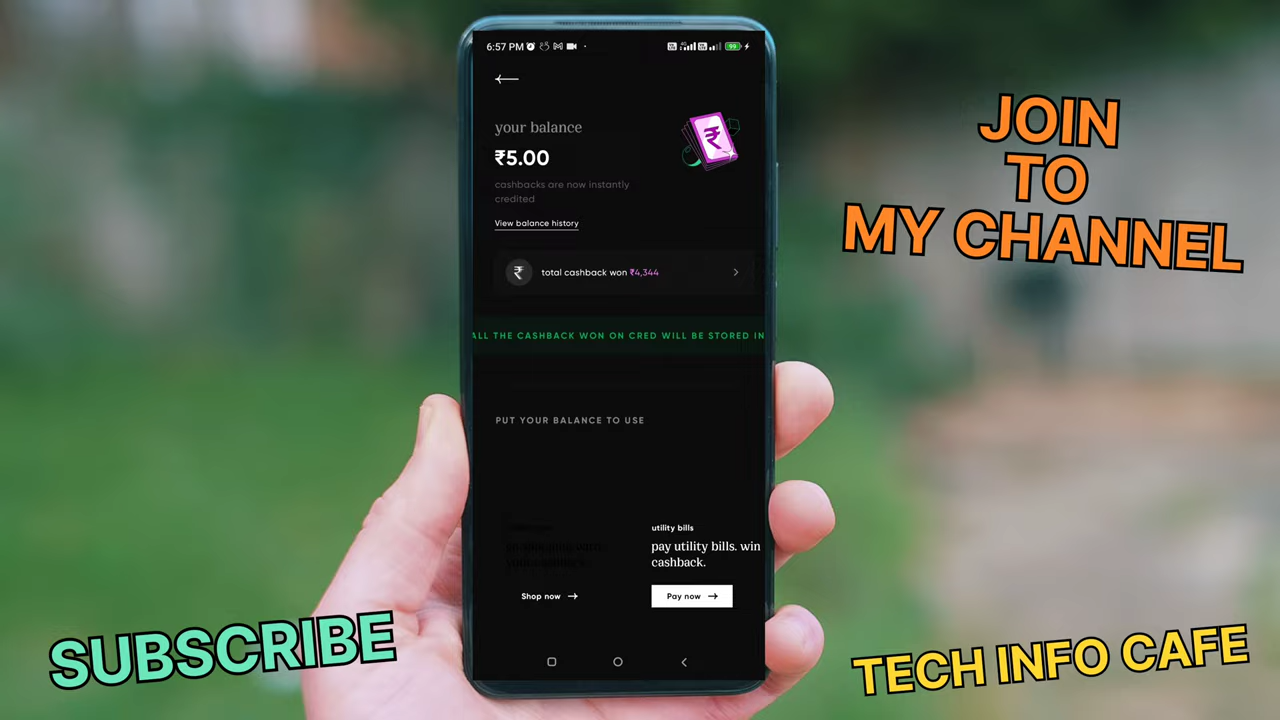 6:57 PM
99
your balance
₹5.00
cashbacks are now instantly
credited
View balance history
₹
total cashback won ₹4,344
ALL THE CASHBACK WON ON CRED WILL BE STORED IN
PUT YOUR BALANCE TO USE
utility bills
pay utility bills. win
cashback.
Shop now
Pay now
JOIN
TO
MY CHANNEL
SUBSCRIBE
TECH INFO CAFE